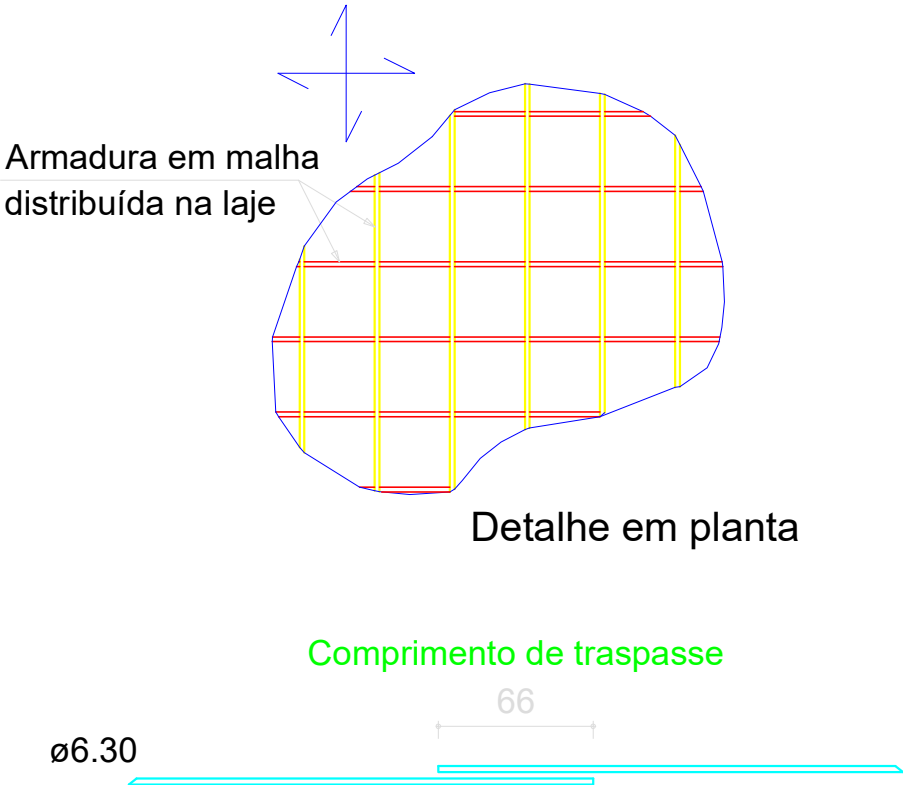 Armadura em malha
distribuída na laje
Detalhe em planta
Comprimento de traspasse
66
ø6.30